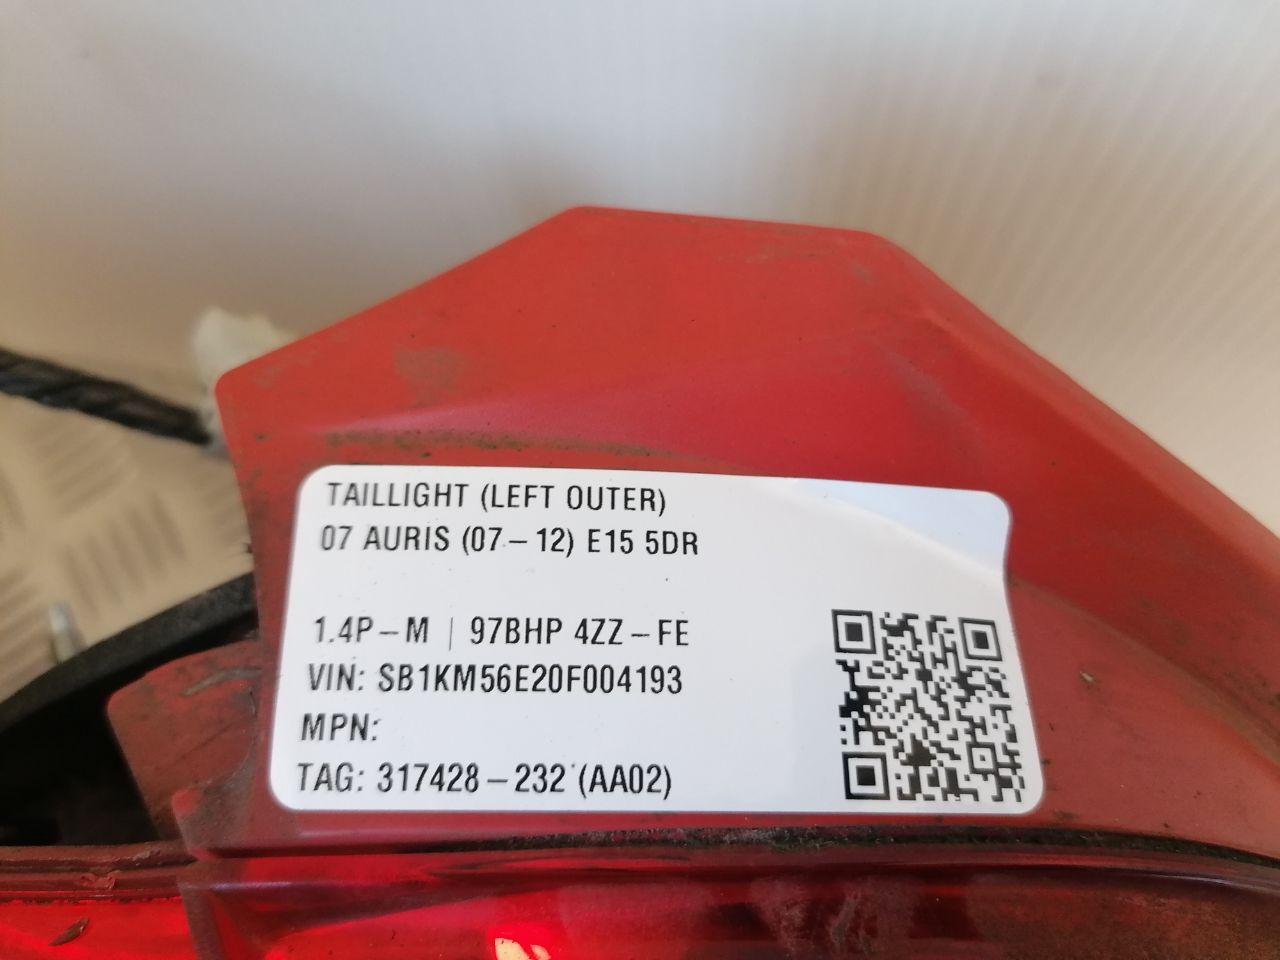 TAILLIGHT (LEFT OUTER)
07 AURIS (07-12) E15 5DR
1.4P-M | 97BHP 4ZZ-FE
VIN: SB1KM56E20F004193
MPN:
TAG: 317428-232 (AA02)